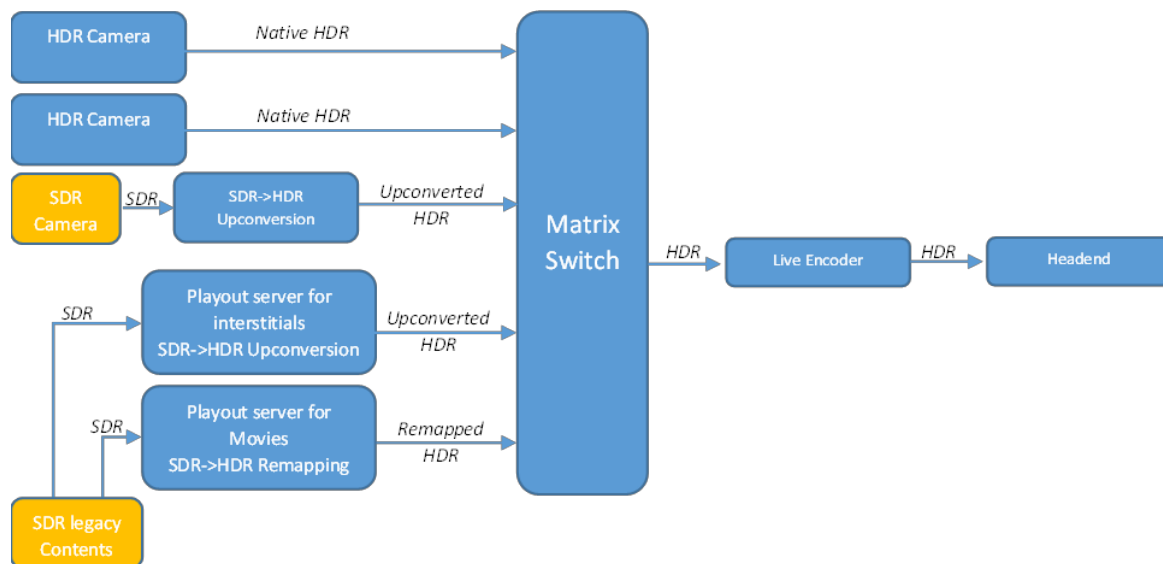 HDR Camera
Native HDR
HDR Camera
Native HDR
SDR
Camera
SDR
SDR->HDR
Upconversion
Upconverted
HDR
Matrix
Switch
HDR
Live Encoder
HDR
Headend
SDR
Playout server for
interstitials
SDR->HDR Upconversion
Upconverted
HDR
SDR
Playout server for
Movies
SDR->HDR Remapping
Remapped
HDR
SDR legacy
Contents